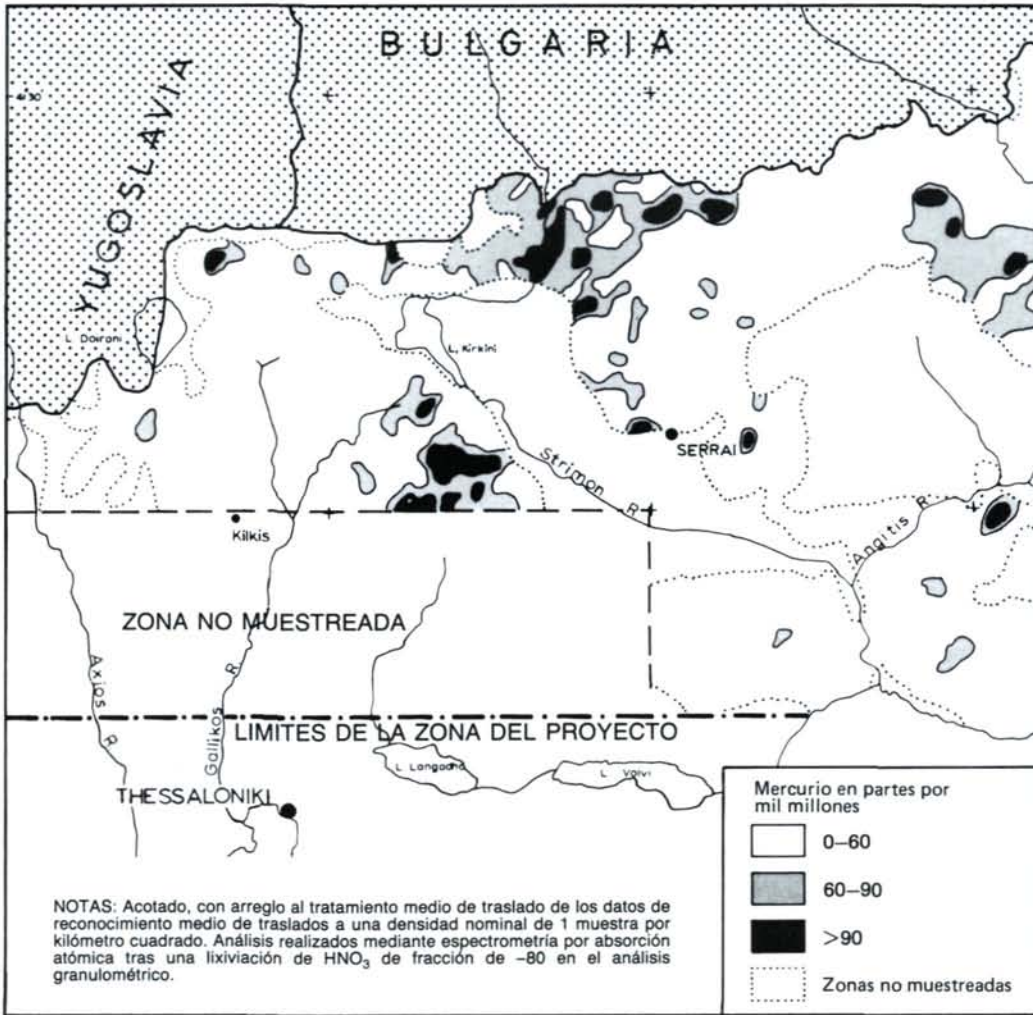 BULGARIA
YUGOSLAVIA
41°30'
L. Doirani
L. Kirkini
SERRAI
Strimon R.
Angitis R.
Kilkis
ZONA NO MUESTREADA
Axios R.
Gallikos R.
LIMITES DE LA ZONA DEL PROYECTO
L. Langada
L. Volvi
THESSALONIKI
Mercurio en partes por
mil millones
0–60
60–90
>90
Zonas no muestreadas
NOTAS: Acotado, con arreglo al tratamiento medio de traslado de los datos de
reconocimiento medio de traslados a una densidad nominal de 1 muestra por
kilómetro cuadrado. Análisis realizados mediante espectrometría por absorción
atómica tras una lixiviación de HNO₃ de fracción de –80 en el análisis
granulométrico.